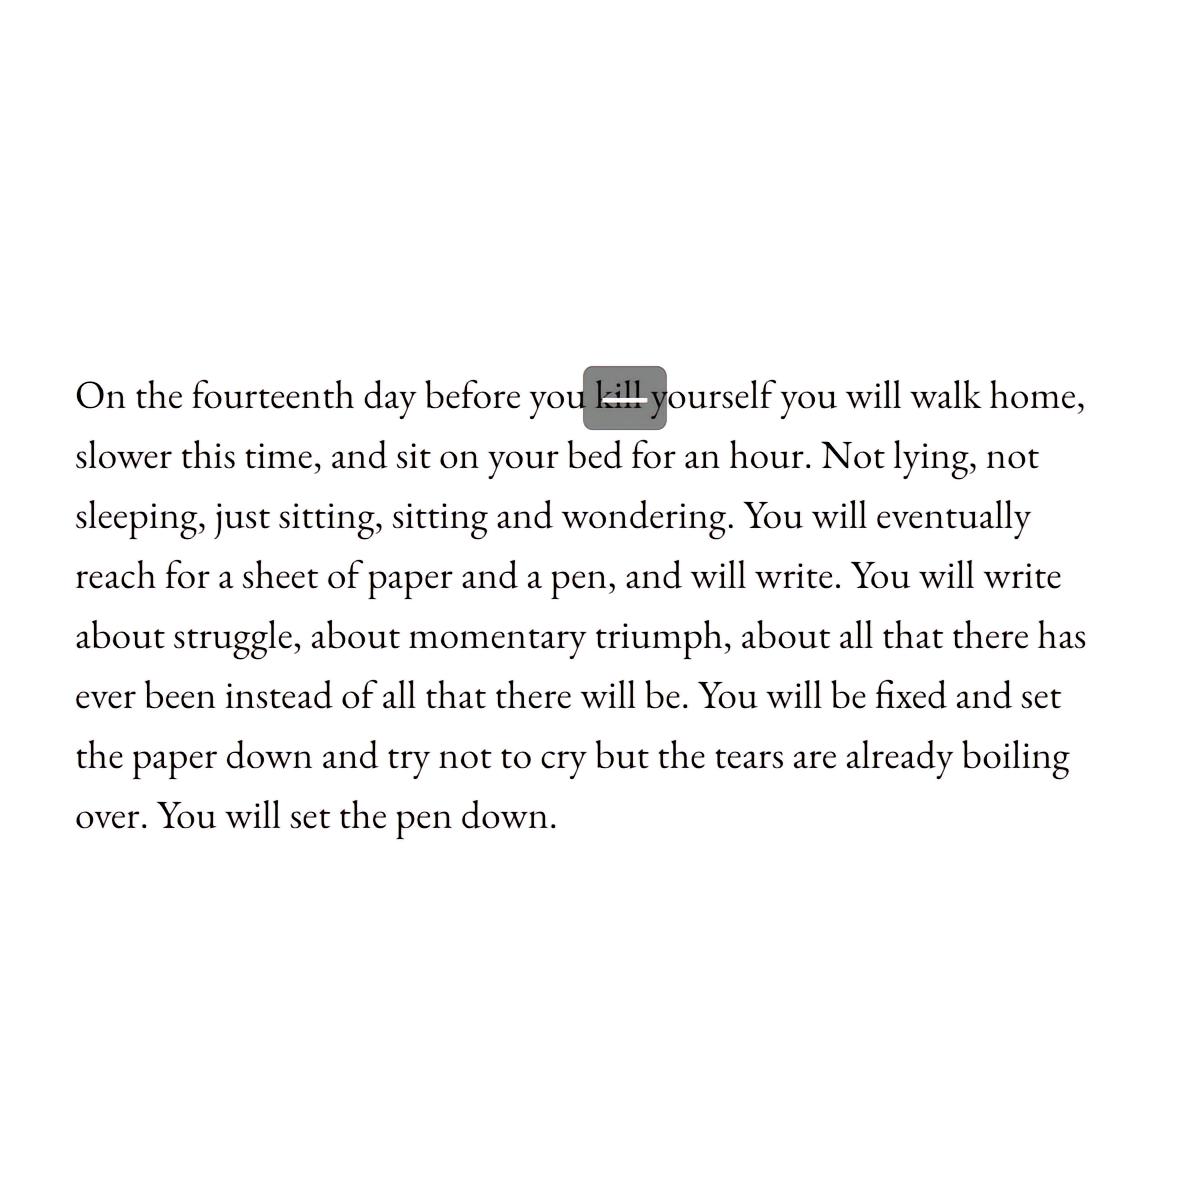 On the fourteenth day before you kill yourself you will walk home,
slower this time, and sit on your bed for an hour. Not lying, not
sleeping, just sitting, sitting and wondering. You will eventually
reach for a sheet of paper and a pen, and will write. You will write
about struggle, about momentary triumph, about all that there has
ever been instead of all that there will be. You will be fixed and set
the paper down and try not to cry but the tears are already boiling
over. You will set the pen down.